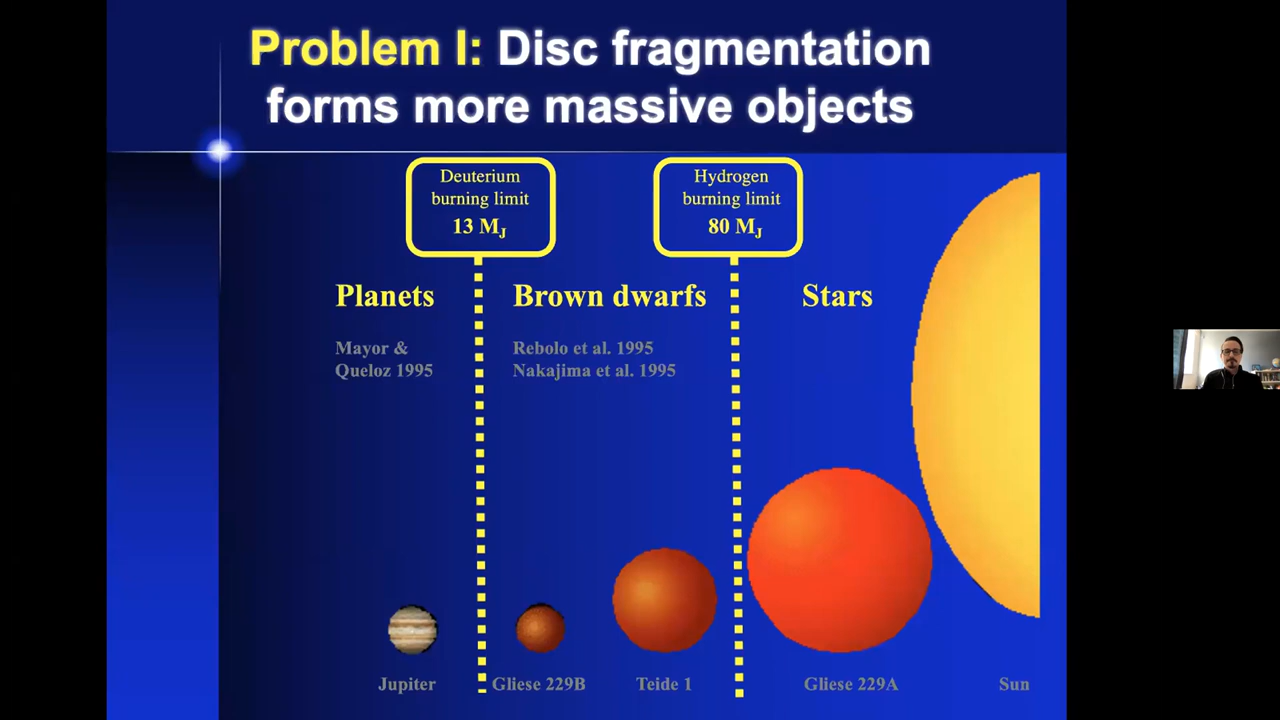 Problem I: Disc fragmentation
forms more massive objects
Deuterium
burning limit
13 MJ
Hydrogen
burning limit
80 MJ
Planets
Brown dwarfs
Stars
Mayor &
Queloz 1995
Rebolo et al. 1995
Nakajima et al. 1995
Jupiter
Gliese 229B
Teide 1
Gliese 229A
Sun